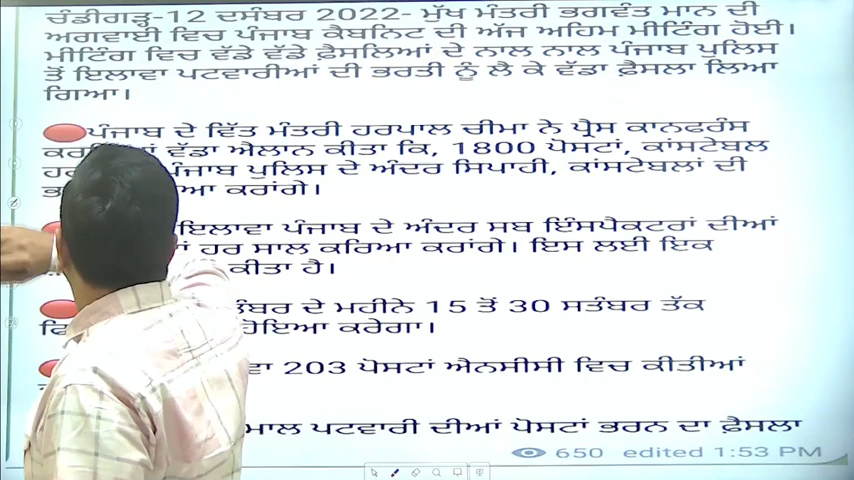 ਚੰਡੀਗੜ੍ਹ-12 ਦਸੰਬਰ 2022- ਮੁੱਖ ਮੰਤਰੀ ਭਗਵੰਤ ਮਾਨ ਦੀ
ਅਗਵਾਈ ਵਿਚ ਪੰਜਾਬ ਕੈਬਨਿਟ ਦੀ ਅੱਜ ਅਹਿਮ ਮੀਟਿੰਗ ਹੋਈ।
ਮੀਟਿੰਗ ਵਿਚ ਵੱਡੇ ਵੱਡੇ ਫ਼ੈਸਲਿਆਂ ਦੇ ਨਾਲ ਨਾਲ ਪੰਜਾਬ ਪੁਲਿਸ
ਤੋਂ ਇਲਾਵਾ ਪਟਵਾਰੀਆਂ ਦੀ ਭਰਤੀ ਨੂੰ ਲੈ ਕੇ ਵੱਡਾ ਫ਼ੈਸਲਾ ਲਿਆ
ਗਿਆ।
ਪੰਜਾਬ ਦੇ ਵਿੱਤ ਮੰਤਰੀ ਹਰਪਾਲ ਚੀਮਾ ਨੇ ਪ੍ਰੈਸ ਕਾਨਫਰੰਸ
ਵੱਡਾ ਐਲਾਨ ਕੀਤਾ ਕਿ, 1800 ਪੋਸਟਾਂ, ਕਾਂਸਟੇਬਲ
ਪੰਜਾਬ ਪੁਲਿਸ ਦੇ ਅੰਦਰ ਸਿਪਾਰੀ, ਕਾਂਸਟੇਬਲਾਂ ਦੀ
ਕਰਾਂਗੇ।
ਇਲਾਵਾ ਪੰਜਾਬ ਦੇ ਅੰਦਰ ਸਬ ਇੰਸਪੈਕਟਰਾਂ ਦੀਆਂ
ਹਰ ਸਾਲ ਕਰਿਆ ਕਰਾਂਗੇ। ਇਸ ਲਈ ਇਕ
ਕੀਤਾ ਹੈ।
ਦੇ ਮਹੀਨੇ 15 ਤੋਂ 30 ਸਤੰਬਰ ਤੱਕ
ਹੋਇਆ ਕਰੇਗਾ।
203 ਪੋਸਟਾਂ ਐਨਸੀਸੀ ਵਿਚ ਕੀਤੀਆਂ
ਮਾਲ ਪਟਵਾਰੀ ਦੀਆਂ ਪੋਸਟਾਂ ਭਰਨ ਦਾ ਫ਼ੈਸਲਾ
650 edited 1:53 PM